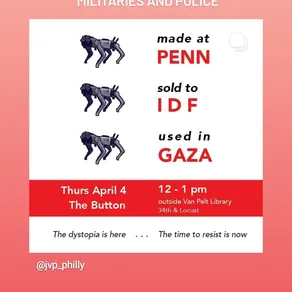 MILITARIES AND POLICE
made at
PENN
sold to
IDF
used in
GAZA
Thurs April 4
The Button
12 - 1 pm
outside Van Pelt Library
34th & Locust
The dystopia is here . . . The time to resist is now
@jvp_philly